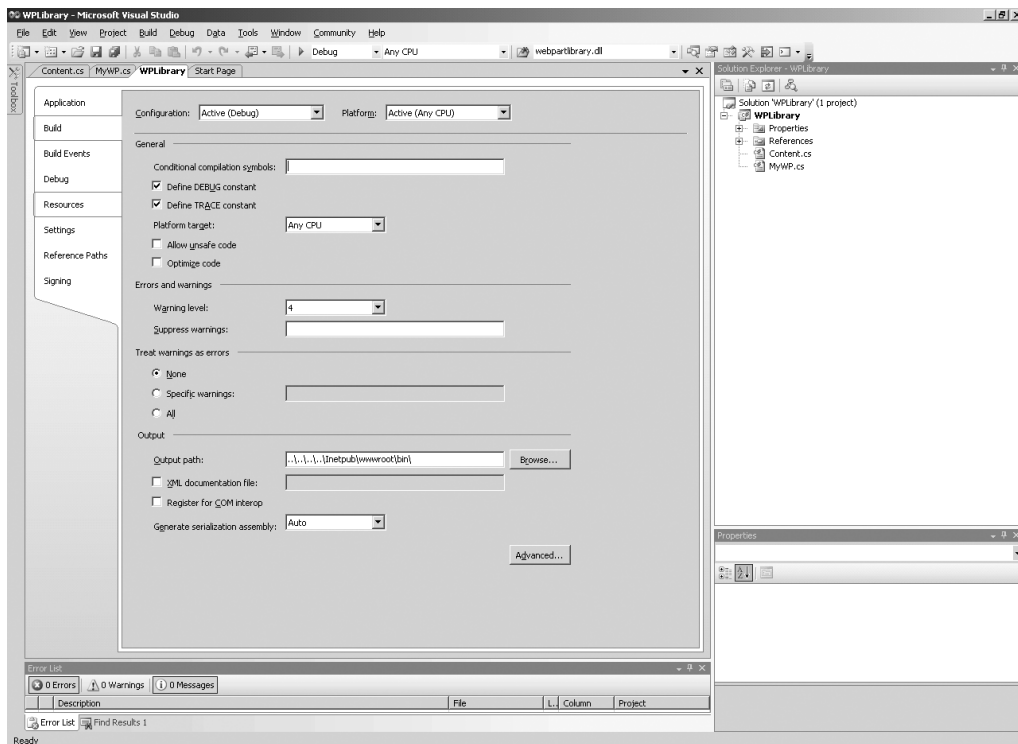 WPLibrary - Microsoft Visual Studio
File Edit View Project Build Debug Data Tools Window Community Help
Debug Any CPU webpartlibrary.dll
Toolbox
Content.cs MyWP.cs WPLibrary Start Page
Application
Build
Build Events
Debug
Resources
Settings
Reference Paths
Signing
Configuration: Active (Debug) Platform: Active (Any CPU)
General
Conditional compilation symbols:
Define DEBUG constant
Define TRACE constant
Platform target: Any CPU
Allow unsafe code
Optimize code
Errors and warnings
Warning level: 4
Suppress warnings:
Treat warnings as errors
None
Specific warnings:
All
Output
Output path: ..\..\..\..\Inetpub\wwwroot\bin\ Browse...
XML documentation file:
Register for COM interop
Generate serialization assembly: Auto
Advanced...
Solution Explorer - WPLibrary
Solution 'WPLibrary' (1 project)
WPLibrary
Properties
References
Content.cs
MyWP.cs
Properties
Error List
0 Errors 0 Warnings 0 Messages
Description File L.. Column Project
Error List Find Results 1
Ready